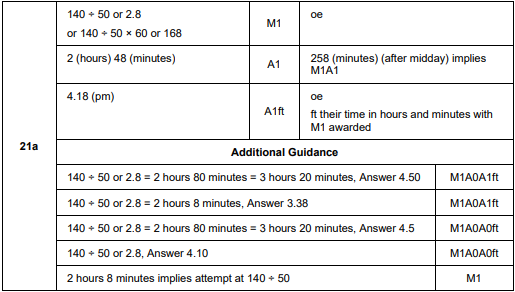 140 ÷ 50 or 2.8
or 140 ÷ 50 × 60 or 168
M1
oe
2 (hours) 48 (minutes)
A1
258 (minutes) (after midday) implies
M1A1
4.18 (pm)
A1ft
oe
ft their time in hours and minutes with
M1 awarded
21a
Additional Guidance
140 ÷ 50 or 2.8 = 2 hours 80 minutes = 3 hours 20 minutes, Answer 4.50
M1A0A1ft
140 ÷ 50 or 2.8 = 2 hours 8 minutes, Answer 3.38
M1A0A1ft
140 ÷ 50 or 2.8 = 2 hours 80 minutes = 3 hours 20 minutes, Answer 4.5
M1A0A0ft
140 ÷ 50 or 2.8, Answer 4.10
M1A0A0ft
2 hours 8 minutes implies attempt at 140 ÷ 50
M1